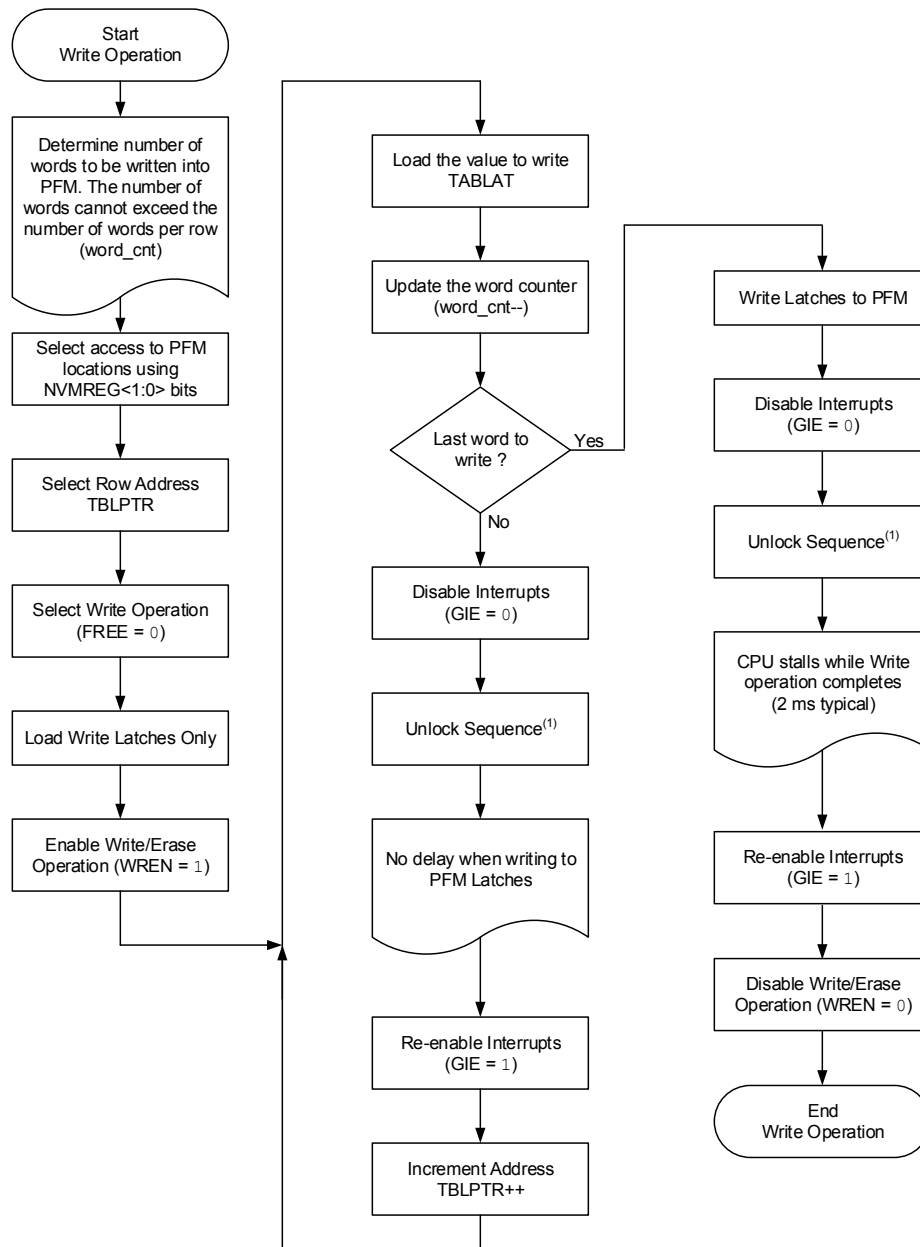 Start
Write Operation
Determine number of
words to be written into
PFM. The number of
words cannot exceed the
number of words per row
(word_cnt)
Select access to PFM
locations using
NVMREG<1:0> bits
Select Row Address
TBLPTR
Select Write Operation
(FREE = 0)
Load Write Latches Only
Enable Write/Erase
Operation (WREN = 1)
Load the value to write
TABLAT
Update the word counter
(word_cnt--)
Last word to
write ?
Yes
No
Disable Interrupts
(GIE = 0)
Unlock Sequence(1)
No delay when writing to
PFM Latches
Re-enable Interrupts
(GIE = 1)
Increment Address
TBLPTR++
Write Latches to PFM
Disable Interrupts
(GIE = 0)
Unlock Sequence(1)
CPU stalls while Write
operation completes
(2 ms typical)
Re-enable Interrupts
(GIE = 1)
Disable Write/Erase
Operation (WREN = 0)
End
Write Operation